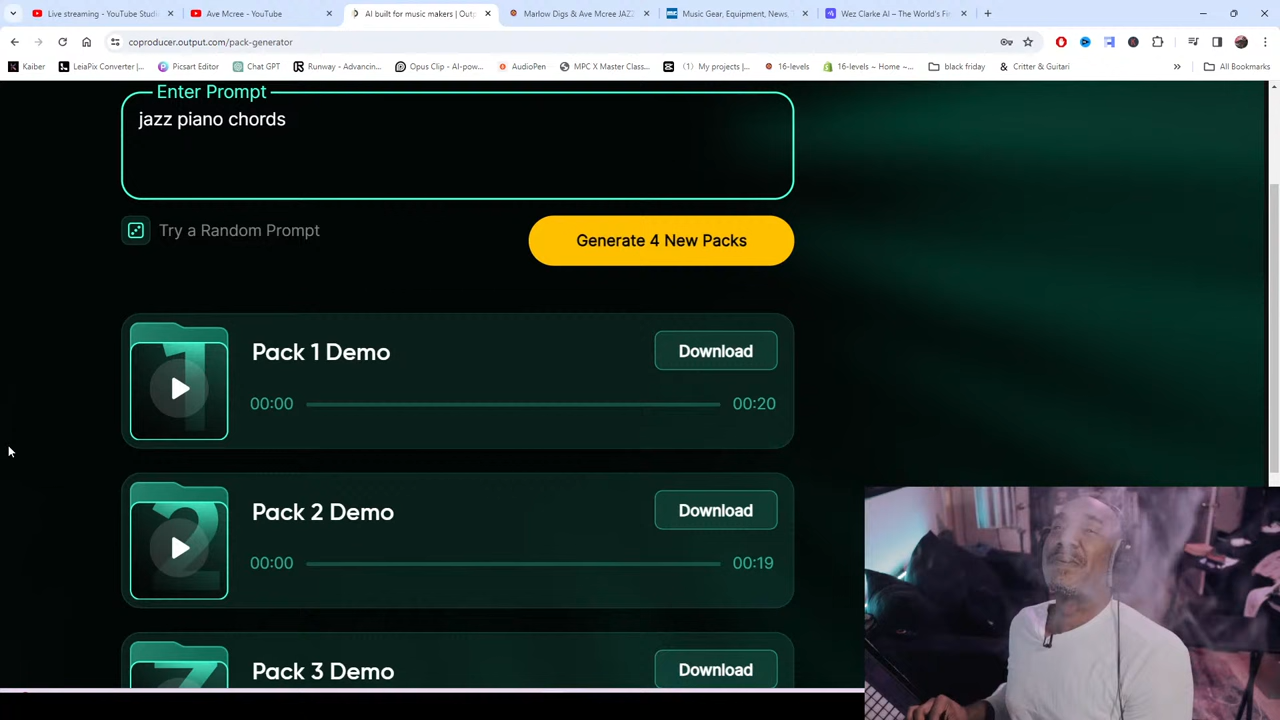 Live streaming - YouTube Studi
Ave Mcree - YouTube
AI built for music makers | Out
Marlow Digs & Ave Mcree JAZ
Music Gear, Equipment, News,
Wez Clarke AI – The World's Fi
coproducer.output.com/pack-generator
Kaiber
LeiaPix Converter |...
Picsart Editor
Chat GPT
Runway - Advancin...
Opus Clip - AI-pow...
AudioPen
MPC X Master Class...
(1) My projects |...
16-levels
16-levels ~ Home ~...
black friday
Critter & Guitari
All Bookmarks
Enter Prompt
jazz piano chords
Try a Random Prompt
Generate 4 New Packs
1
Pack 1 Demo
Download
00:00
00:20
2
Pack 2 Demo
Download
00:00
00:19
Pack 3 Demo
Download